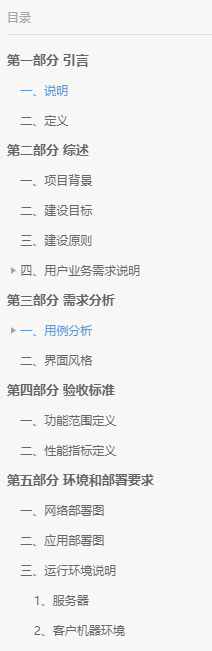 目录
第一部分 引言
一、说明
二、定义
第二部分 综述
一、项目背景
二、建设目标
三、建设原则
四、用户业务需求说明
第三部分 需求分析
一、用例分析
二、界面风格
第四部分 验收标准
一、功能范围定义
二、性能指标定义
第五部分 环境和部署要求
一、网络部署图
二、应用部署图
三、运行环境说明
1、服务器
2、客户机器环境